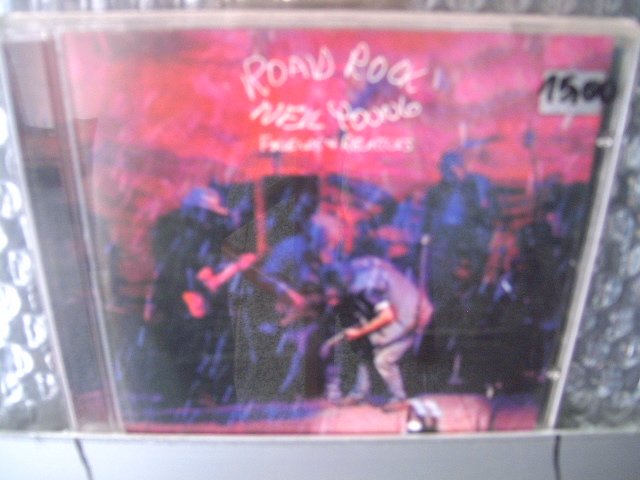 ROAD ROCK
NEIL YOUNG
FRIENDS & RELATIVES
15,00